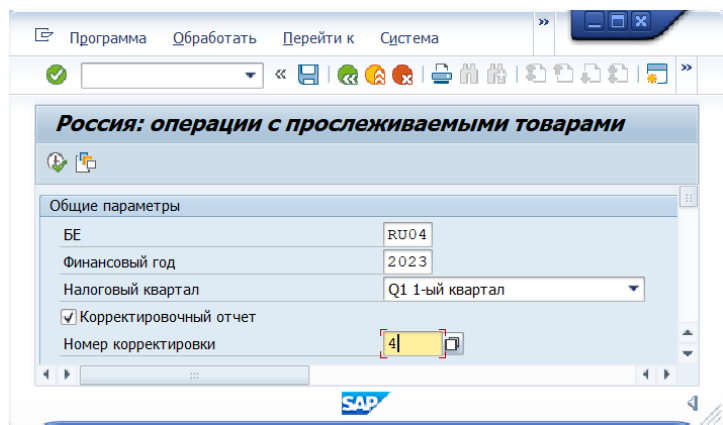 Программа Обработать Перейти к Система
Россия: операции с прослеживаемыми товарами
Общие параметры
БЕ RU04
Финансовый год 2023
Налоговый квартал Q1 1-ый квартал
Корректировочный отчет
Номер корректировки 4
SAP